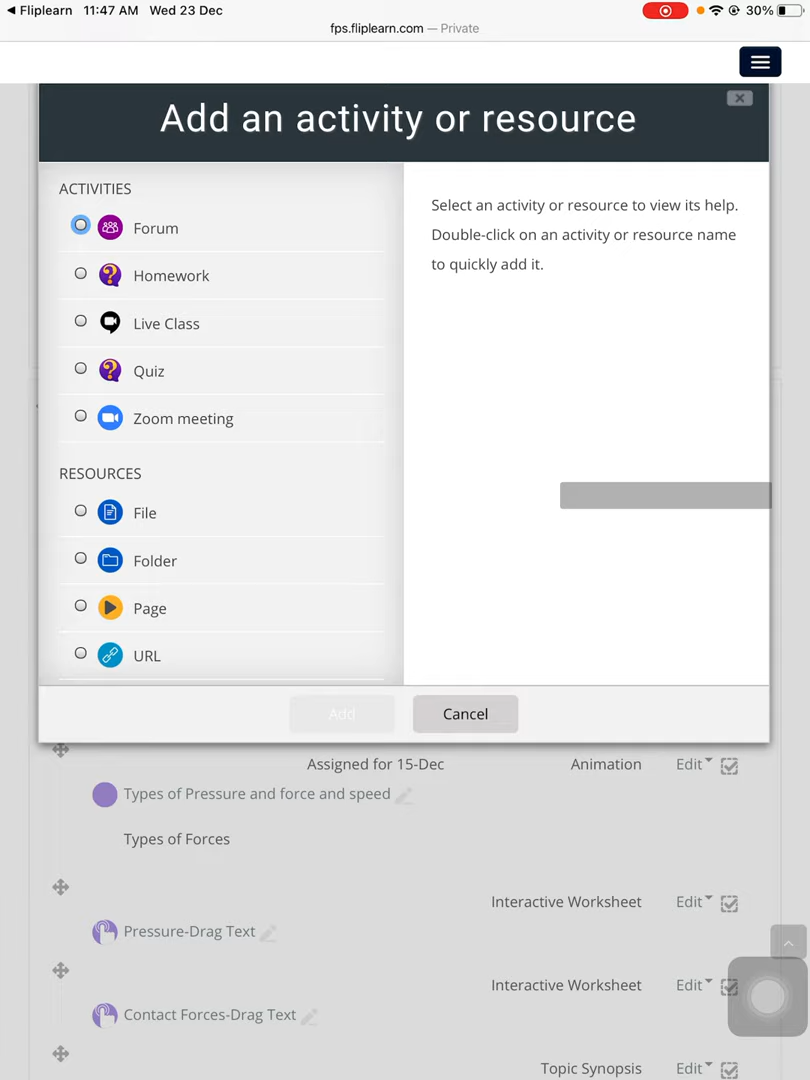 Fliplearn 11:47 AM Wed 23 Dec 30%
fps.fliplearn.com — Private
Add an activity or resource
ACTIVITIES
Forum
Homework
Live Class
Quiz
Zoom meeting
RESOURCES
File
Folder
Page
URL
Select an activity or resource to view its help.
Double-click on an activity or resource name
to quickly add it.
Add
Cancel
Assigned for 15-Dec Animation Edit
Types of Pressure and force and speed
Types of Forces
Interactive Worksheet Edit
Pressure-Drag Text
Interactive Worksheet Edit
Contact Forces-Drag Text
Topic Synopsis Edit